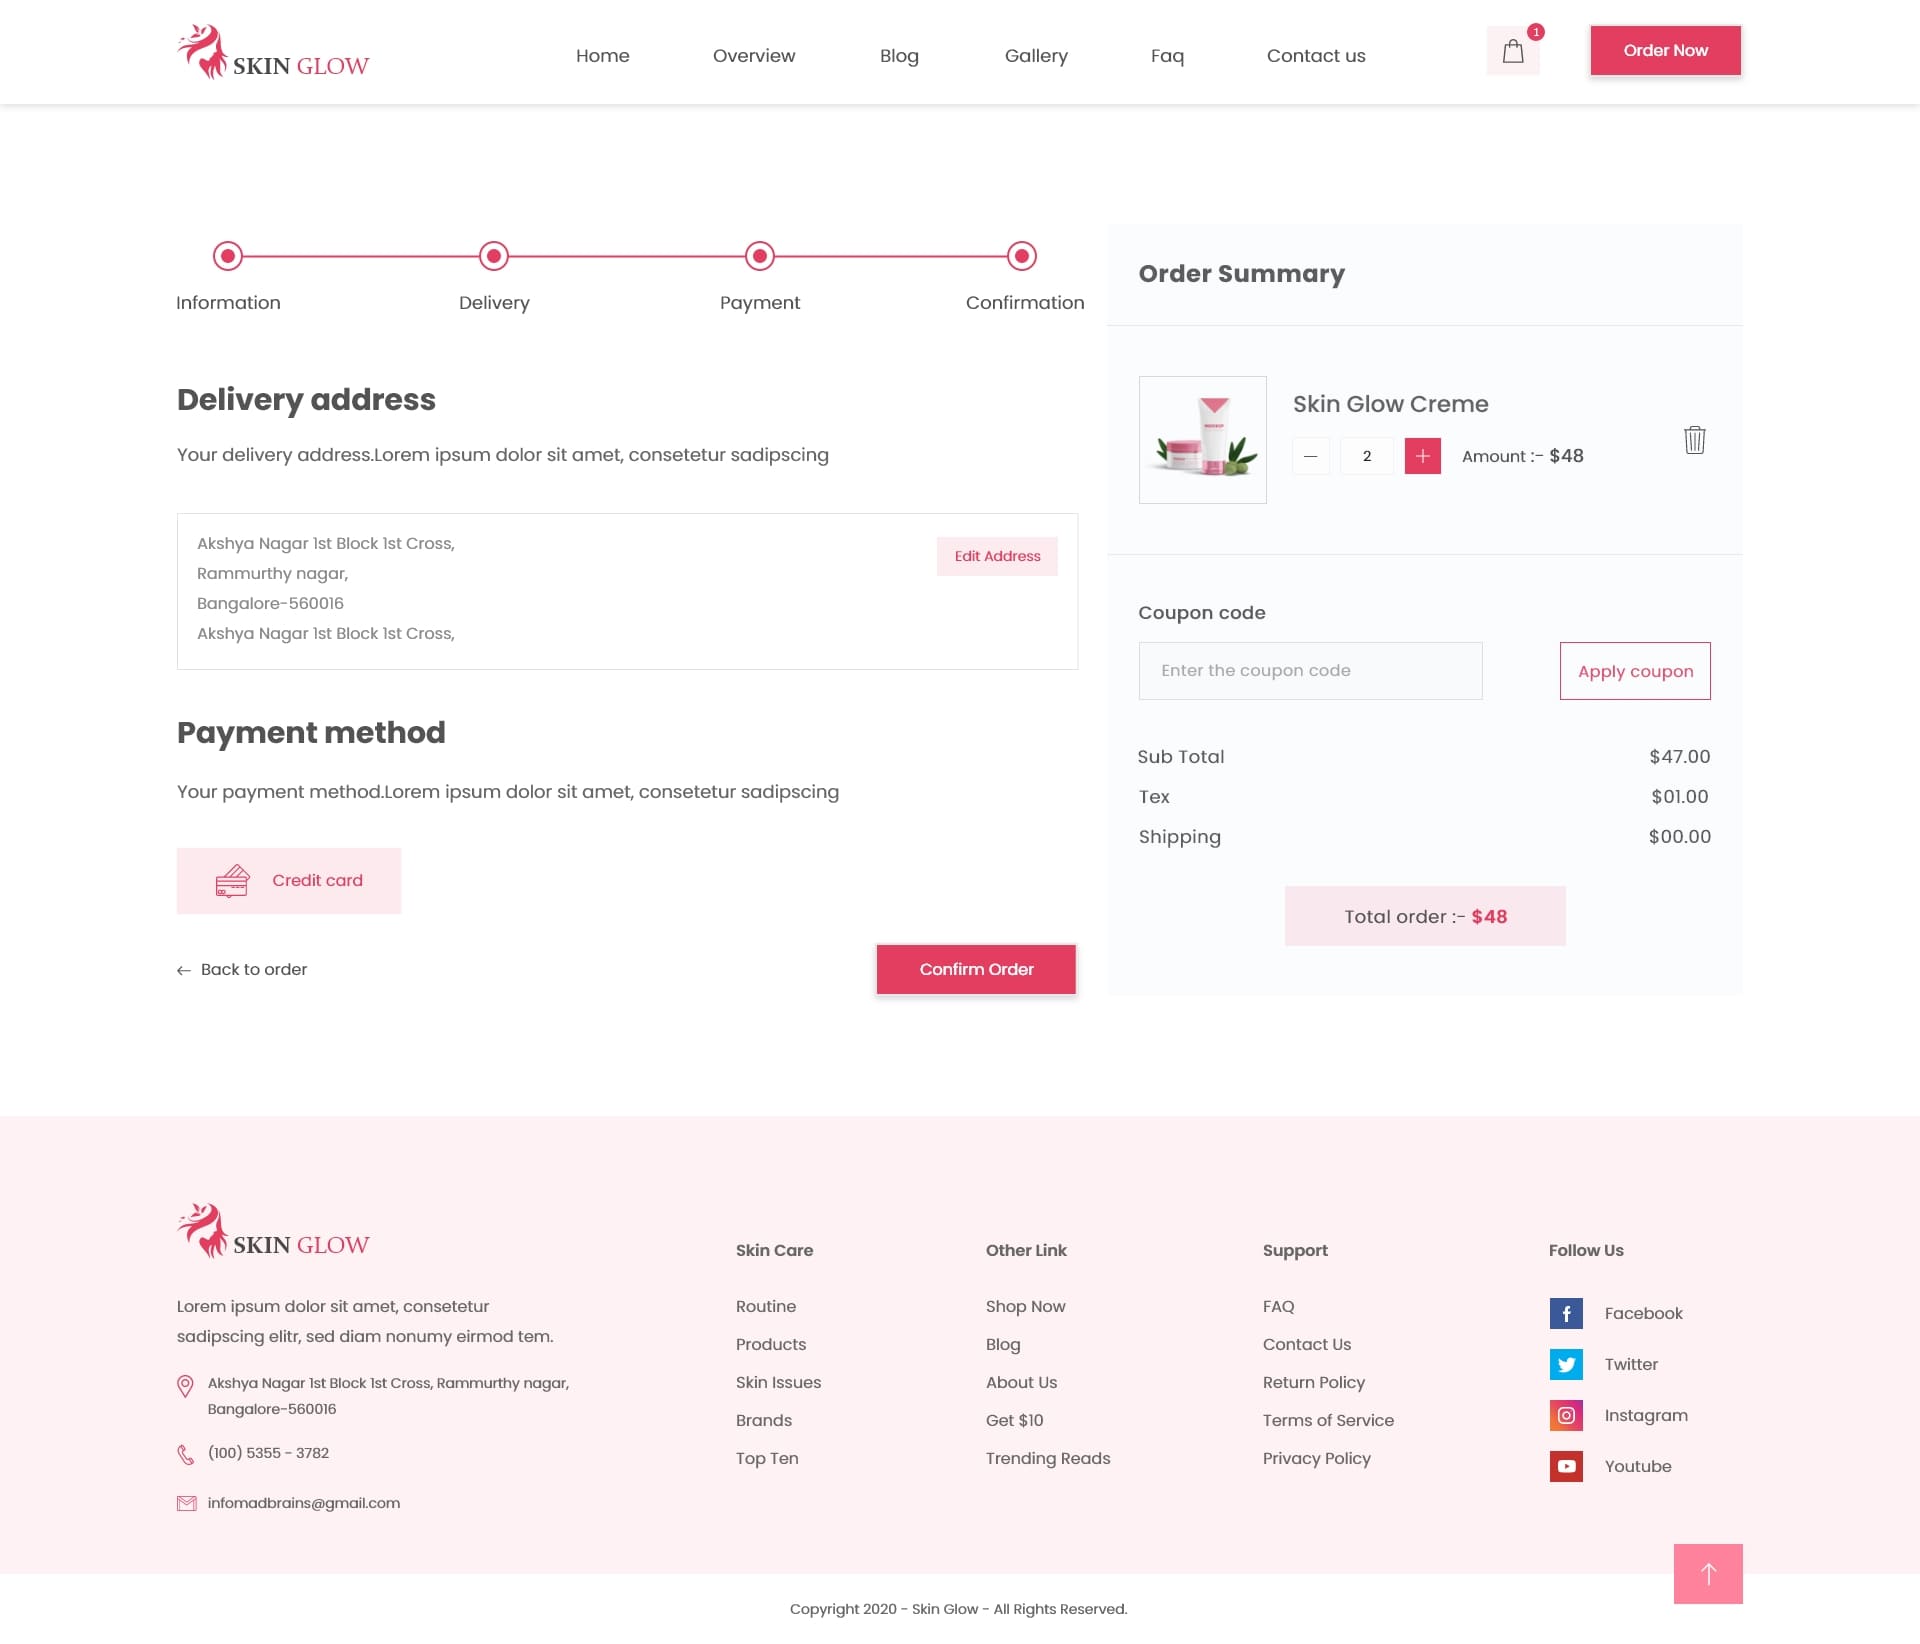 SKIN GLOW
Home
Overview
Blog
Gallery
Faq
Contact us
1
Order Now
Information
Delivery
Payment
Confirmation
Delivery address
Your delivery address.Lorem ipsum dolor sit amet, consetetur sadipscing
Akshya Nagar 1st Block 1st Cross,
Rammurthy nagar,
Bangalore-560016
Akshya Nagar 1st Block 1st Cross,
Edit Address
Payment method
Your payment method.Lorem ipsum dolor sit amet, consetetur sadipscing
Credit card
← Back to order
Confirm Order
Order Summary
Skin Glow Creme
2
Amount :- $48
Coupon code
Enter the coupon code
Apply coupon
Sub Total $47.00
Tex $01.00
Shipping $00.00
Total order :- $48
SKIN GLOW
Lorem ipsum dolor sit amet, consetetur
sadipscing elitr, sed diam nonumy eirmod tem.
Akshya Nagar 1st Block 1st Cross, Rammurthy nagar,
Bangalore-560016
(100) 5355 - 3782
infomadbrains@gmail.com
Skin Care
Routine
Products
Skin Issues
Brands
Top Ten
Other Link
Shop Now
Blog
About Us
Get $10
Trending Reads
Support
FAQ
Contact Us
Return Policy
Terms of Service
Privacy Policy
Follow Us
Facebook
Twitter
Instagram
Youtube
Copyright 2020 - Skin Glow - All Rights Reserved.